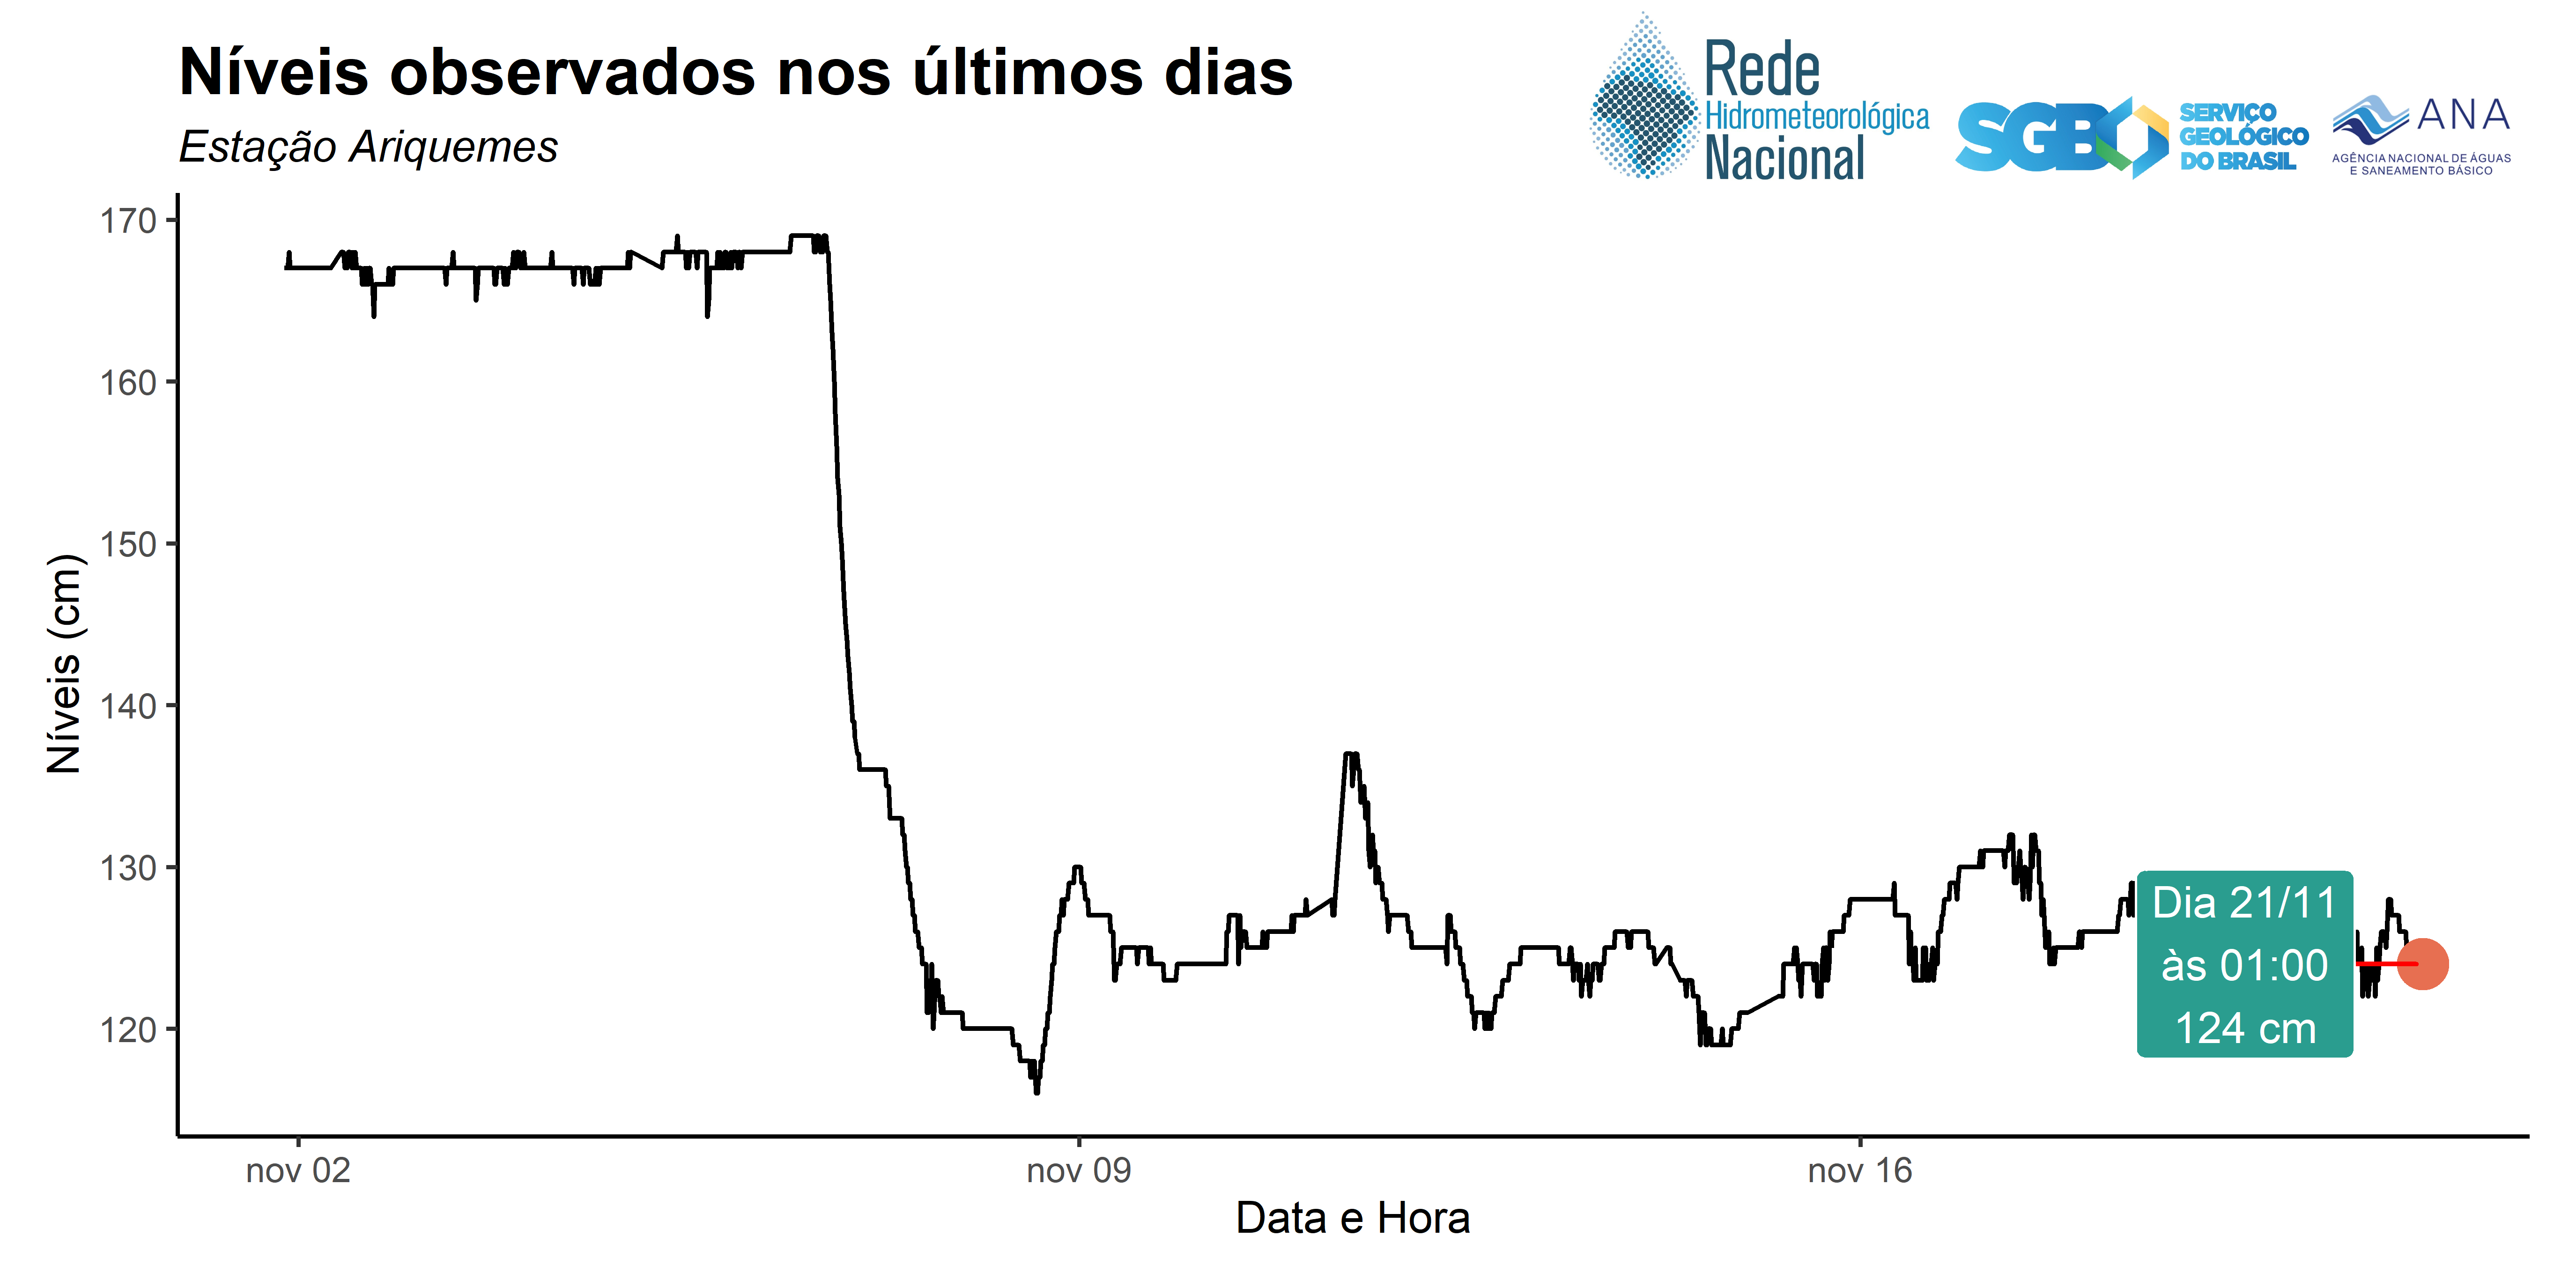 Níveis observados nos últimos dias
Estação Ariquemes
Rede
Hidrometeorológica
Nacional
SGB
SERVIÇO
GEOLÓGICO
DO BRASIL
ANA
AGÊNCIA NACIONAL DE ÁGUAS
E SANEAMENTO BÁSICO
Níveis (cm)
170
160
150
140
130
120
Dia 21/11
às 01:00
124 cm
nov 02
nov 09
nov 16
Data e Hora